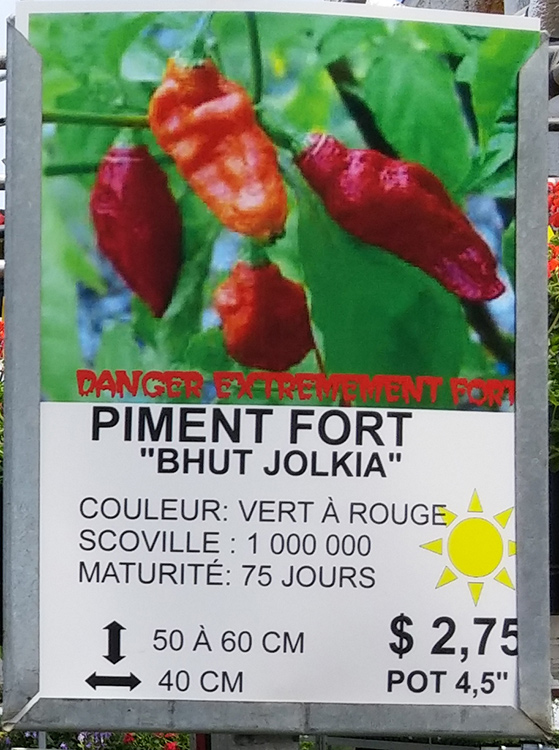 DANGER EXTREMEMENT FORT
PIMENT FORT
"BHUT JOLKIA"
COULEUR: VERT À ROUGE
SCOVILLE : 1 000 000
MATURITÉ: 75 JOURS
50 À 60 CM
40 CM
$ 2,75
POT 4,5"